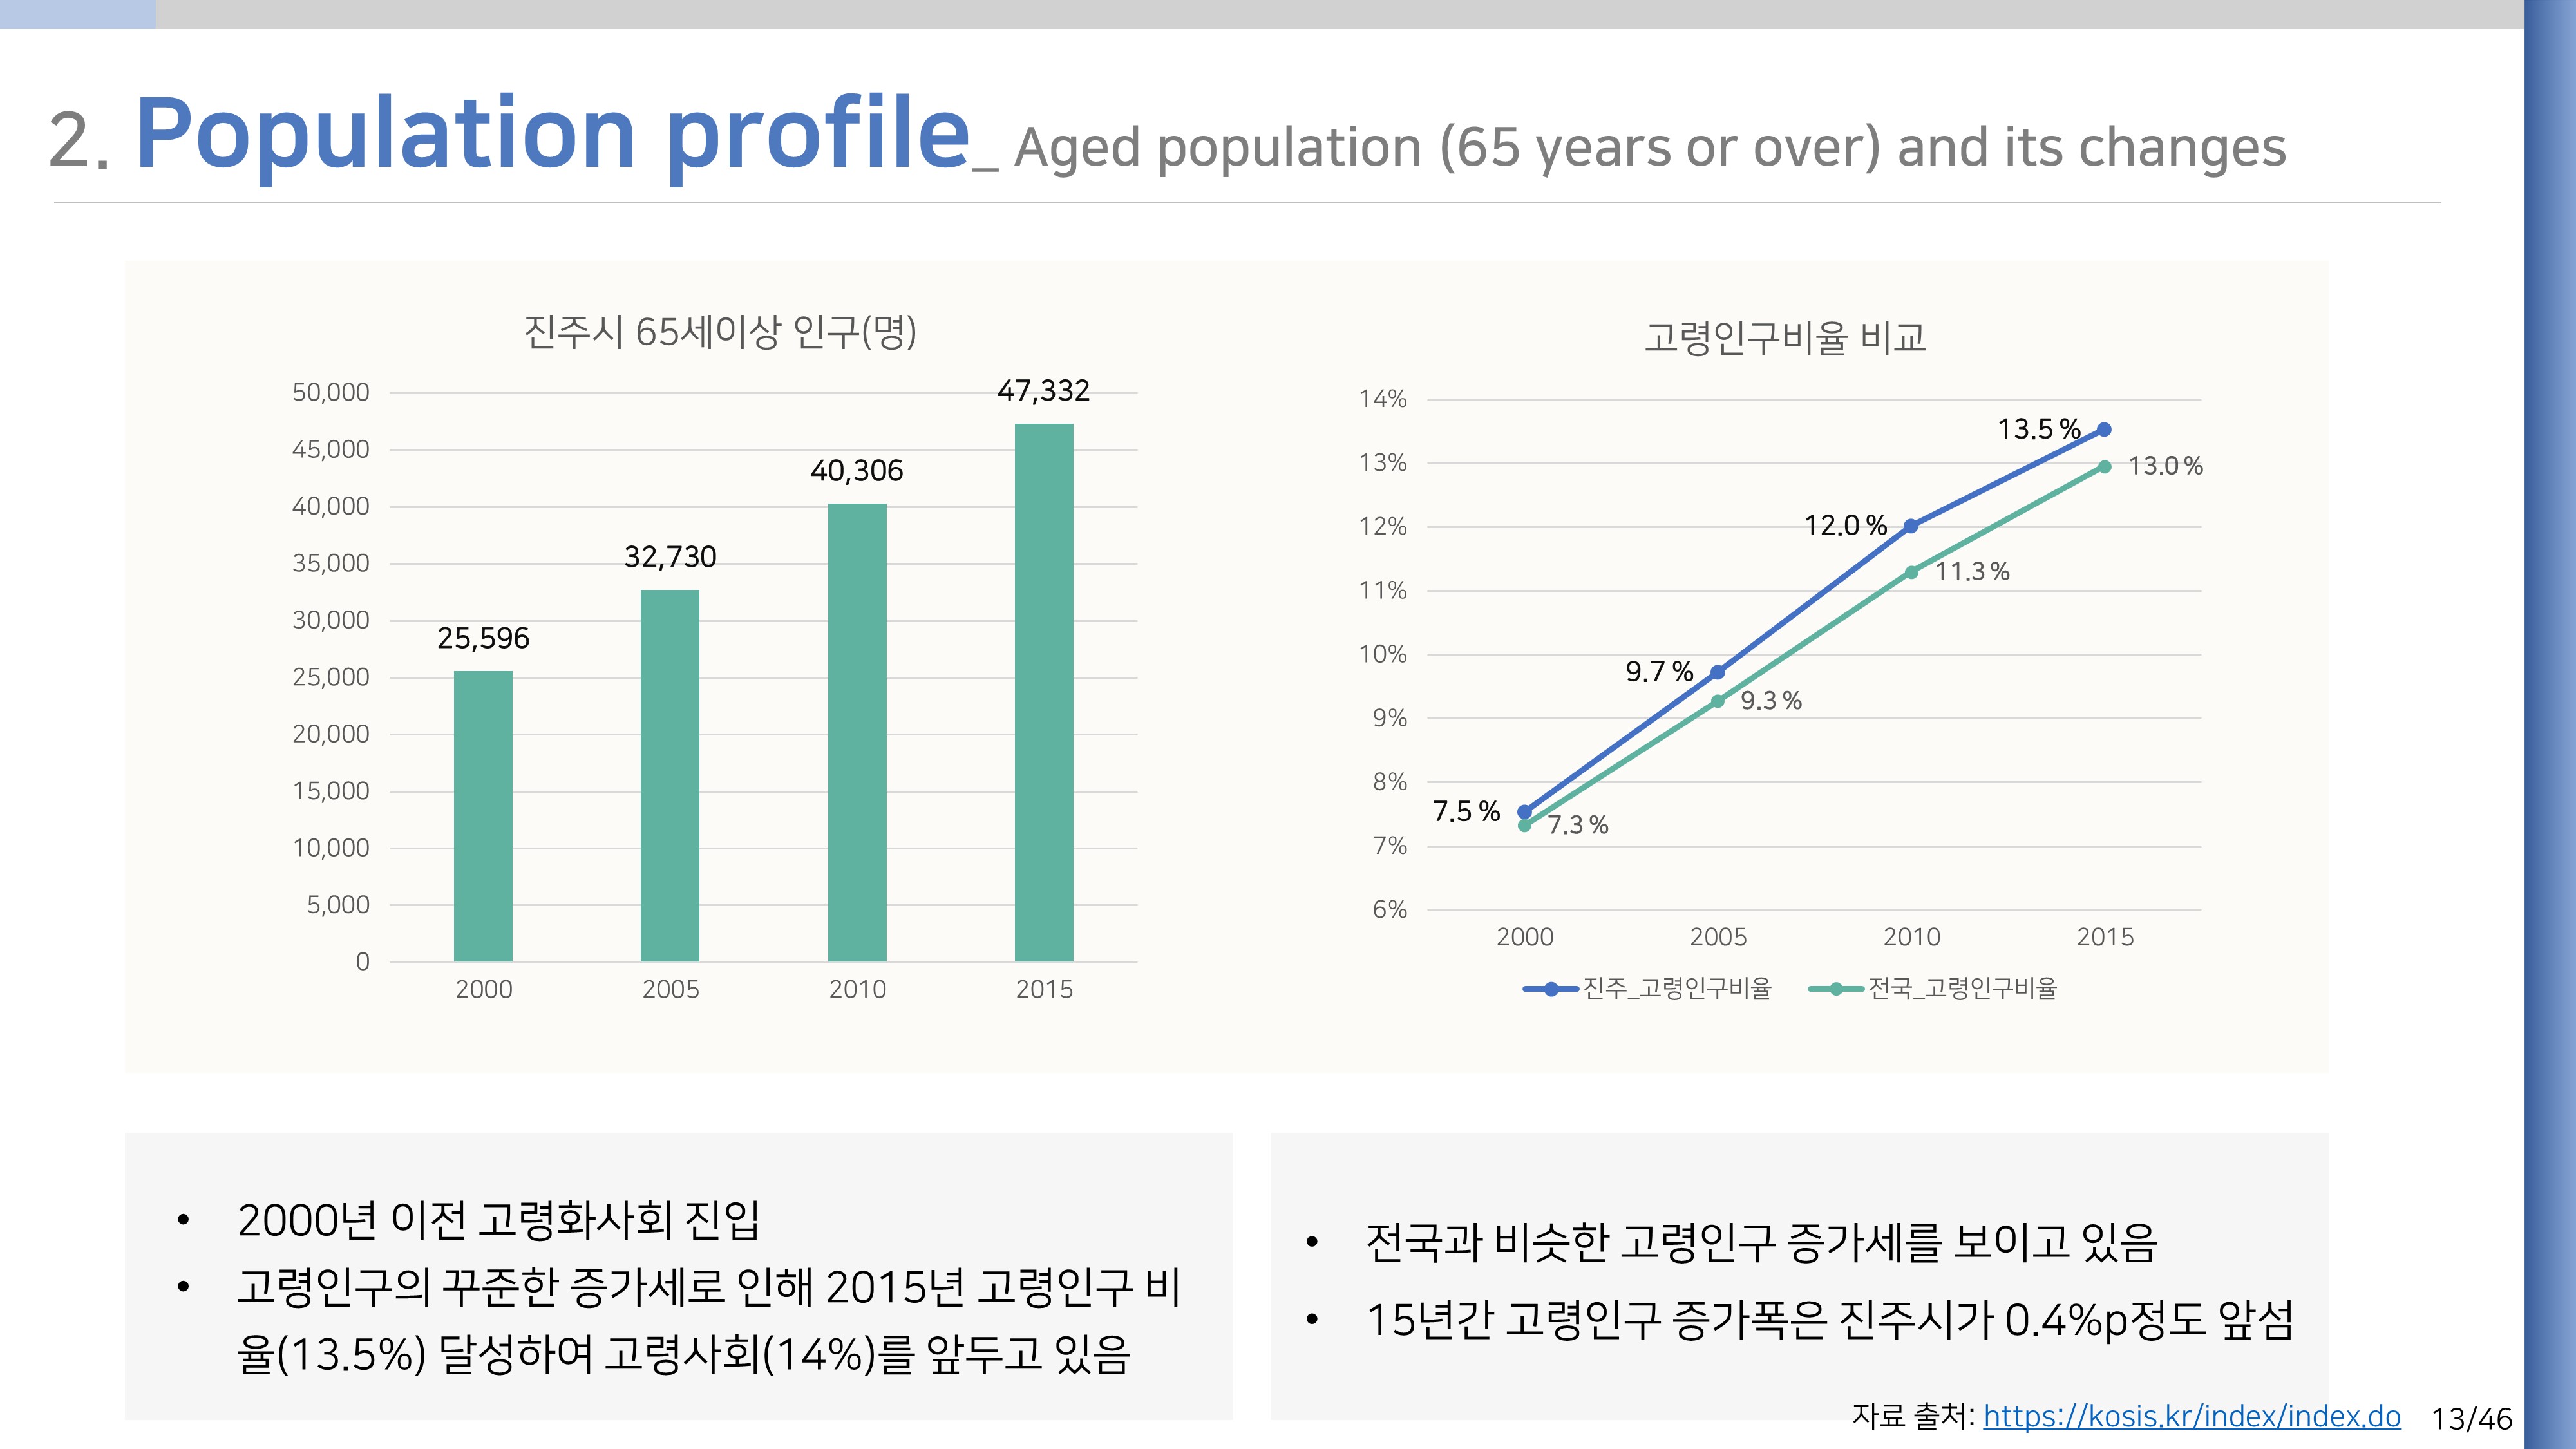 2. Population profile_ Aged population (65 years or over) and its changes
진주시 65세이상 인구(명)
50,000
45,000
40,000
35,000
30,000
25,000
20,000
15,000
10,000
5,000
0
25,596
32,730
40,306
47,332
2000 2005 2010 2015
고령인구비율 비교
14%
13%
12%
11%
10%
9%
8%
7%
6%
7.5 %
9.7 %
12.0 %
13.5 %
7.3 %
9.3 %
11.3 %
13.0 %
2000 2005 2010 2015
진주_고령인구비율 전국_고령인구비율
• 2000년 이전 고령화사회 진입
• 고령인구의 꾸준한 증가세로 인해 2015년 고령인구 비
율(13.5%) 달성하여 고령사회(14%)를 앞두고 있음
• 전국과 비슷한 고령인구 증가세를 보이고 있음
• 15년간 고령인구 증가폭은 진주시가 0.4%p정도 앞섬
자료 출처: https://kosis.kr/index/index.do 13/46